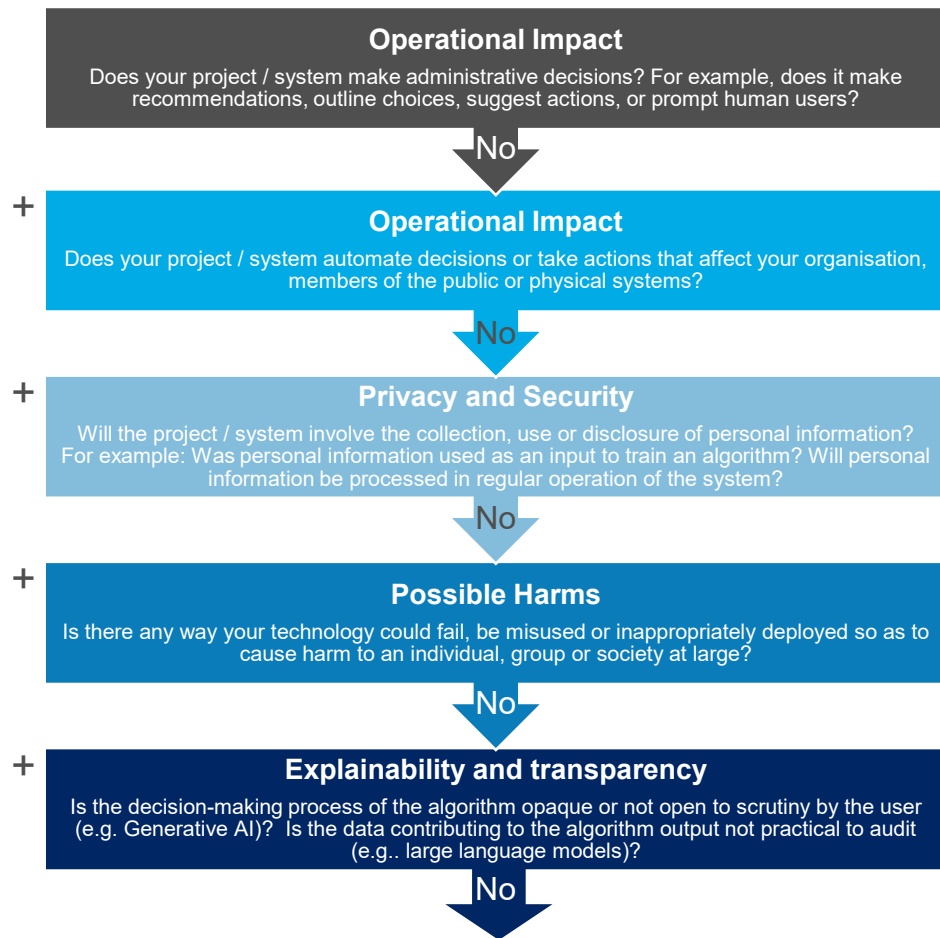 Operational Impact
Does your project / system make administrative decisions? For example, does it make
recommendations, outline choices, suggest actions, or prompt human users?
No
+
Operational Impact
Does your project / system automate decisions or take actions that affect your organisation,
members of the public or physical systems?
No
+
Privacy and Security
Will the project / system involve the collection, use or disclosure of personal information?
For example: Was personal information used as an input to train an algorithm? Will personal
information be processed in regular operation of the system?
No
+
Possible Harms
Is there any way your technology could fail, be misused or inappropriately deployed so as to
cause harm to an individual, group or society at large?
No
+
Explainability and transparency
Is the decision-making process of the algorithm opaque or not open to scrutiny by the user
(e.g. Generative AI)?  Is the data contributing to the algorithm output not practical to audit
(e.g.. large language models)?
No